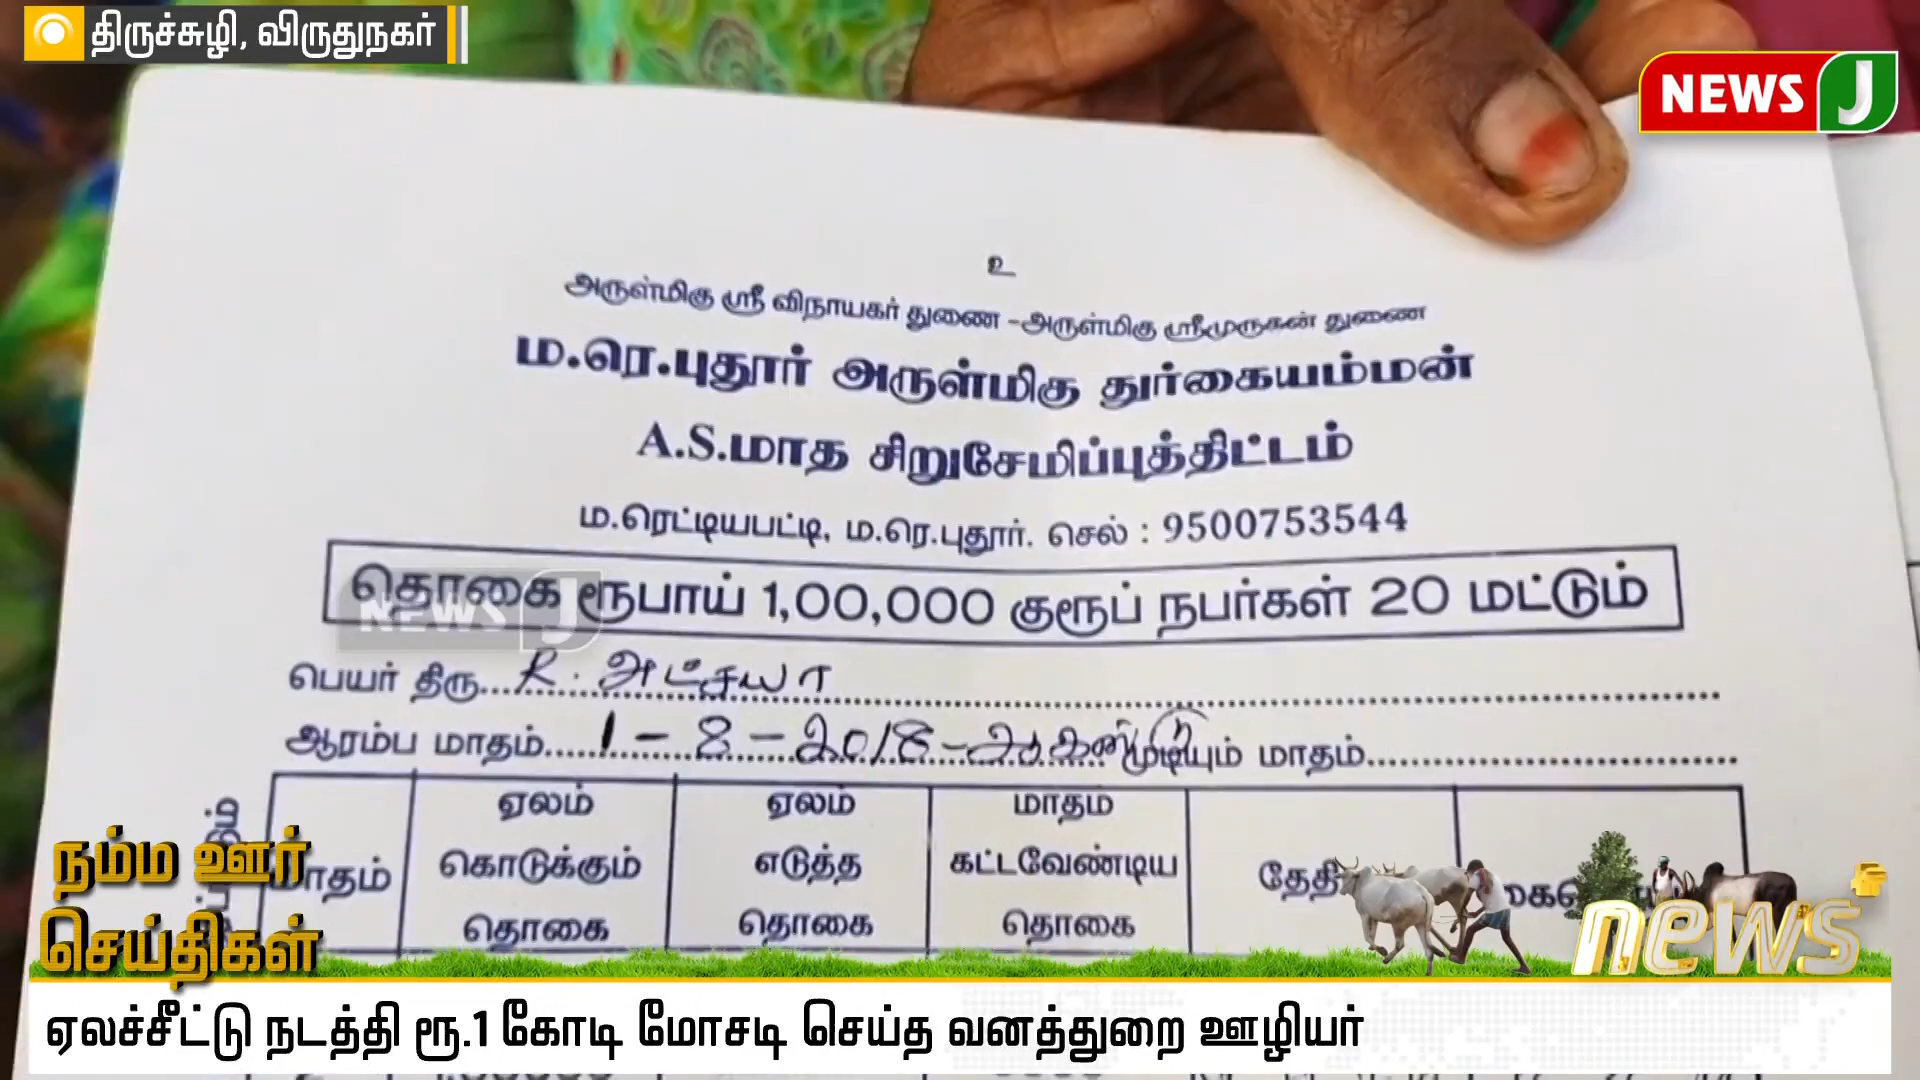 திருச்சுழி, விருதுநகர்
NEWS J
உ
அருள்மிகு ஸ்ரீ விநாயகர் துணை - அருள்மிகு ஸ்ரீமுருகன் துணை
ம.ரெ.புதூர் அருள்மிகு துர்கையம்மன்
A.S.மாத சிறுசேமிப்புத்திட்டம்
ம.ரெட்டியபட்டி, ம.ரெ.புதூர். செல் : 9500753544
தொகை ரூபாய் 1,00,000 குரூப் நபர்கள் 20 மட்டும்
NEWS J
பெயர் திரு. R. அட்சயா
ஆரம்ப மாதம் 1-8-2018- முடியும் மாதம்
மாதம்
ஏலம் கொடுக்கும் தொகை
ஏலம் எடுத்த தொகை
மாதம் கட்டவேண்டிய தொகை
தேதி
நம்ம ஊர்
செய்திகள்
news
ஏலச்சீட்டு நடத்தி ரூ.1 கோடி மோசடி செய்த வனத்துறை ஊழியர்